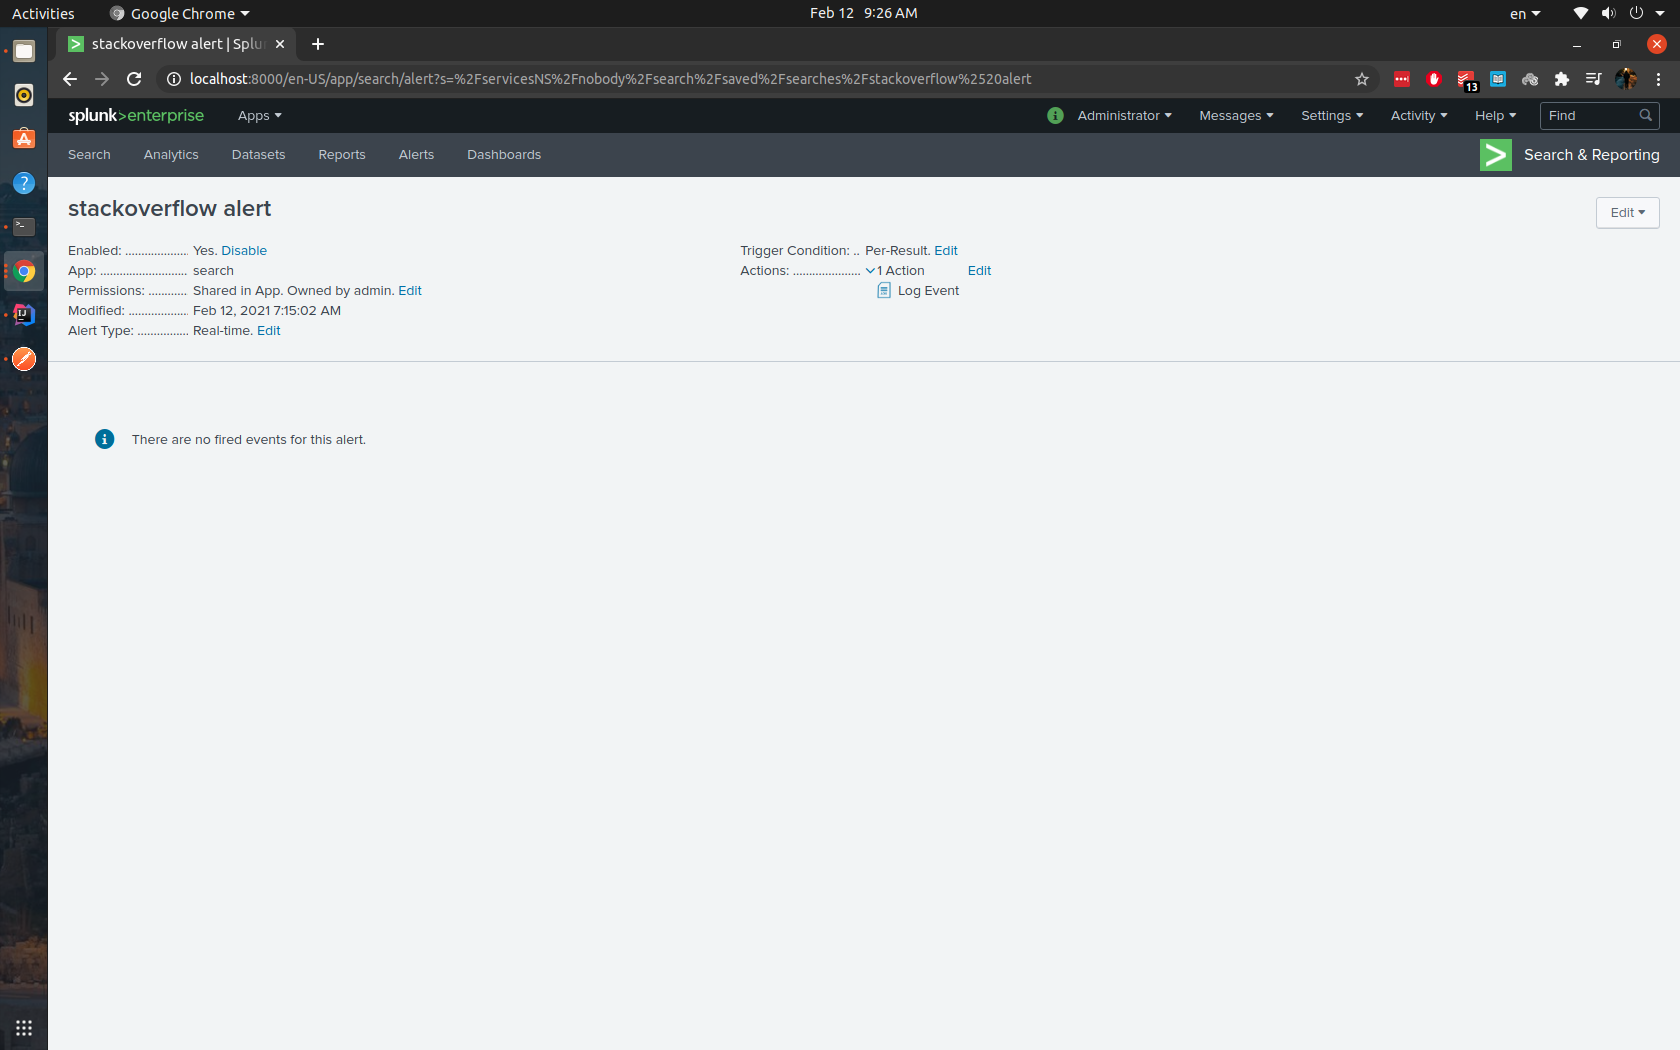 Activities Google Chrome Feb 12 9:26 AM en
stackoverflow alert | Splu
localhost:8000/en-US/app/search/alert?s=%2FservicesNS%2Fnobody%2Fsearch%2Fsaved%2Fsearches%2Fstackoverflow%2520alert 13
splunk>enterprise Apps Administrator Messages Settings Activity Help Find
Search Analytics Datasets Reports Alerts Dashboards Search & Reporting
stackoverflow alert
Edit
Enabled: ................... Yes. Disable
App: ........................... search
Permissions: ............ Shared in App. Owned by admin. Edit
Modified: .................. Feb 12, 2021 7:15:02 AM
Alert Type: ................ Real-time. Edit
Trigger Condition: .. Per-Result. Edit
Actions: ..................... 1 Action Edit
Log Event
There are no fired events for this alert.